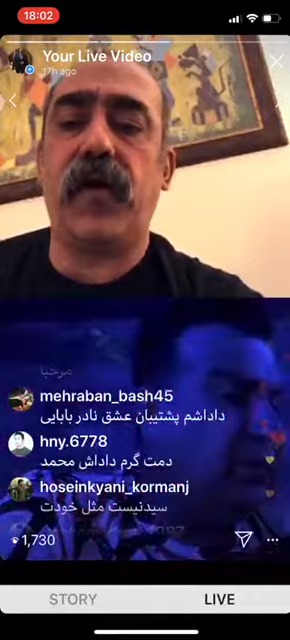 18:02
Your Live Video
17h ago
مرحبا
mehraban_bash45
داداشم پشتیبان عشق نادر بابایی
hny.6778
دمت گرم داداش محمد
hoseinkyani_kormanj
سیدنیست مثل خودت
1,730
STORY
LIVE